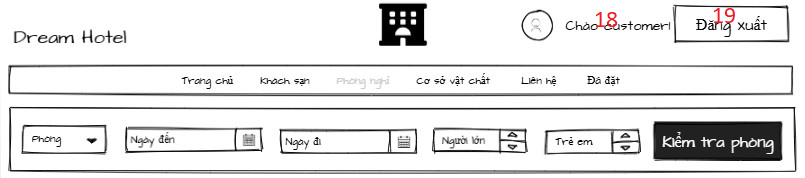 Dream Hotel
Chào customer!
18
Đăng xuất
19
Trang chủ Khách sạn Phòng nghỉ Cơ sở vật chất Liên hệ Đã đặt
Phòng Ngày đến Ngày đi Người lớn Trẻ em Kiểm tra phòng